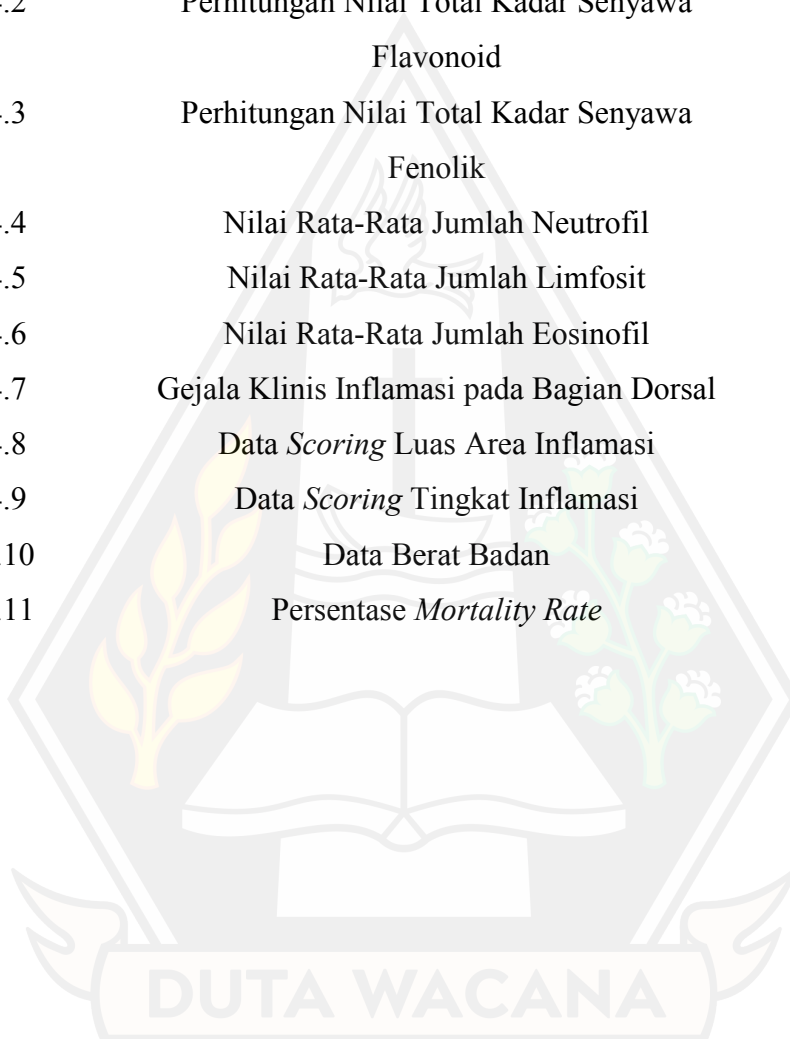 .2 Perhitungan Nilai Total Kadar Senyawa
Flavonoid
.3 Perhitungan Nilai Total Kadar Senyawa
Fenolik
.4 Nilai Rata-Rata Jumlah Neutrofil
.5 Nilai Rata-Rata Jumlah Limfosit
.6 Nilai Rata-Rata Jumlah Eosinofil
.7 Gejala Klinis Inflamasi pada Bagian Dorsal
.8 Data Scoring Luas Area Inflamasi
.9 Data Scoring Tingkat Inflamasi
10 Data Berat Badan
11 Persentase Mortality Rate
DUTA WACANA